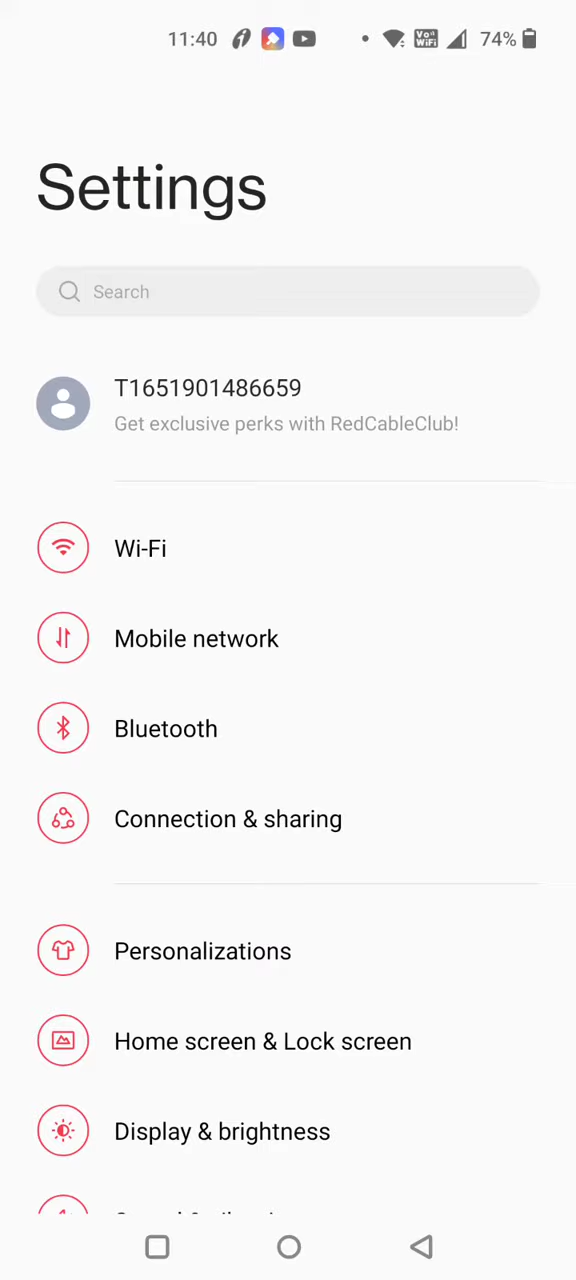 11:40 74%
Settings
Search
T1651901486659
Get exclusive perks with RedCableClub!
Wi-Fi
Mobile network
Bluetooth
Connection & sharing
Personalizations
Home screen & Lock screen
Display & brightness